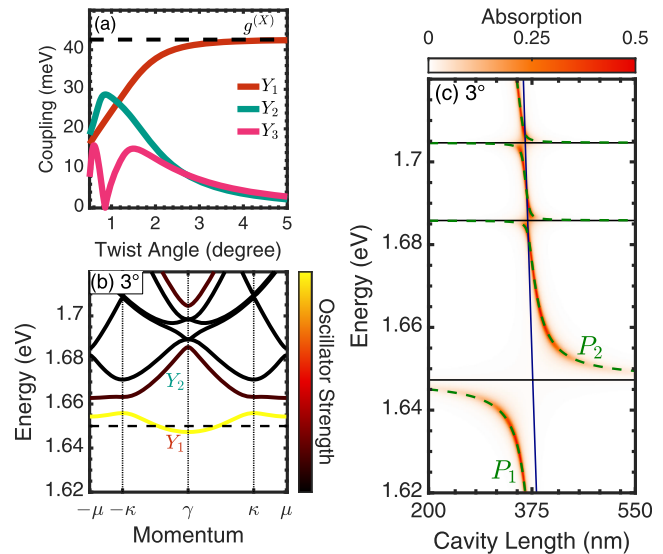 (a)
g^(X)
40
30
20
10
0
Coupling (meV)
Y₁
Y₂
Y₃
1 2 3 4 5
Twist Angle (degree)
(b) 3°
1.7
1.68
1.66
1.64
1.62
Energy (eV)
Y₂
Y₁
−μ −κ γ κ μ
Momentum
Oscillator Strength
Absorption
0 0.25 0.5
(c) 3°
1.7
1.68
1.66
1.64
1.62
Energy (eV)
P₂
P₁
200 375 550
Cavity Length (nm)